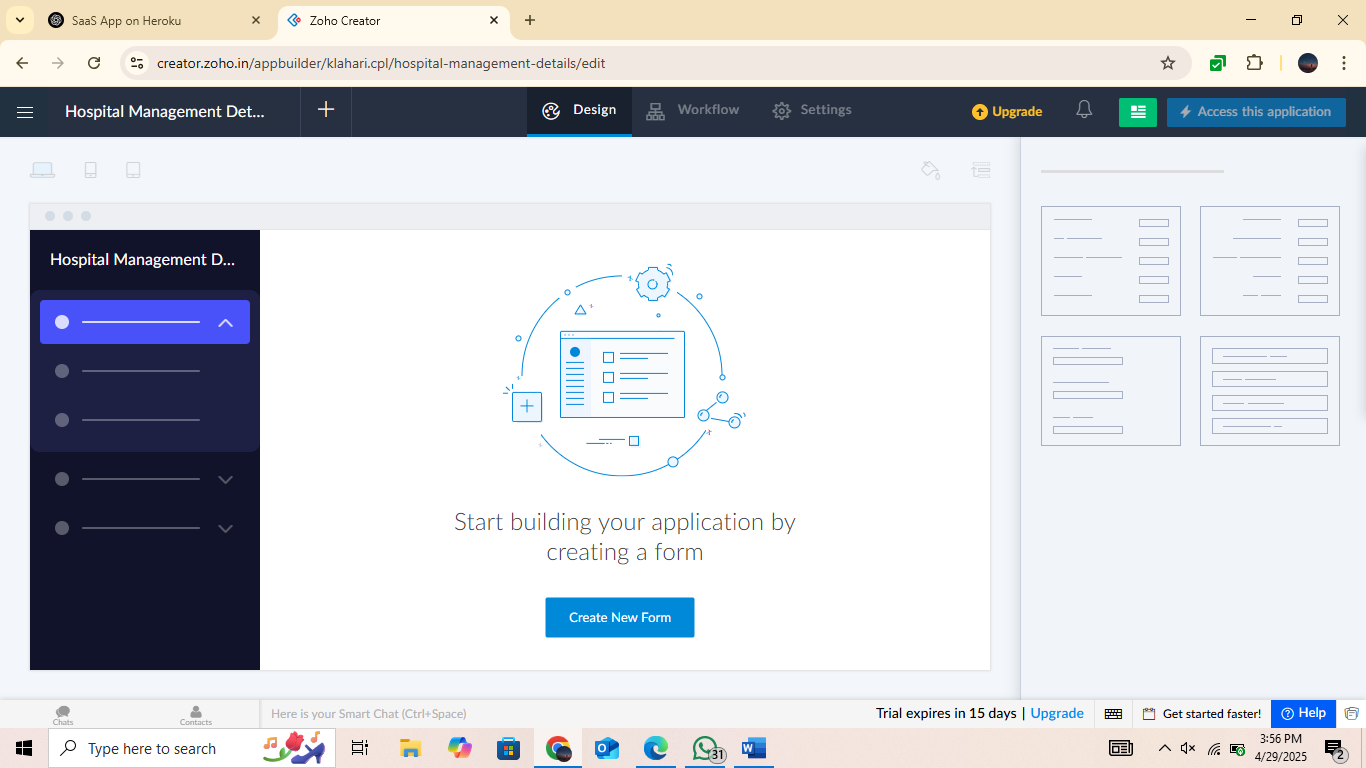 SaaS App on Heroku
Zoho Creator
creator.zoho.in/appbuilder/klahari.cpl/hospital-management-details/edit
Hospital Management Det...
Design
Workflow
Settings
Upgrade
Access this application
Hospital Management D...
Start building your application by
creating a form
Create New Form
Chats
Contacts
Here is your Smart Chat (Ctrl+Space)
Trial expires in 15 days | Upgrade
Get started faster!
? Help
Type here to search
31
W
3:56 PM
4/29/2025
2